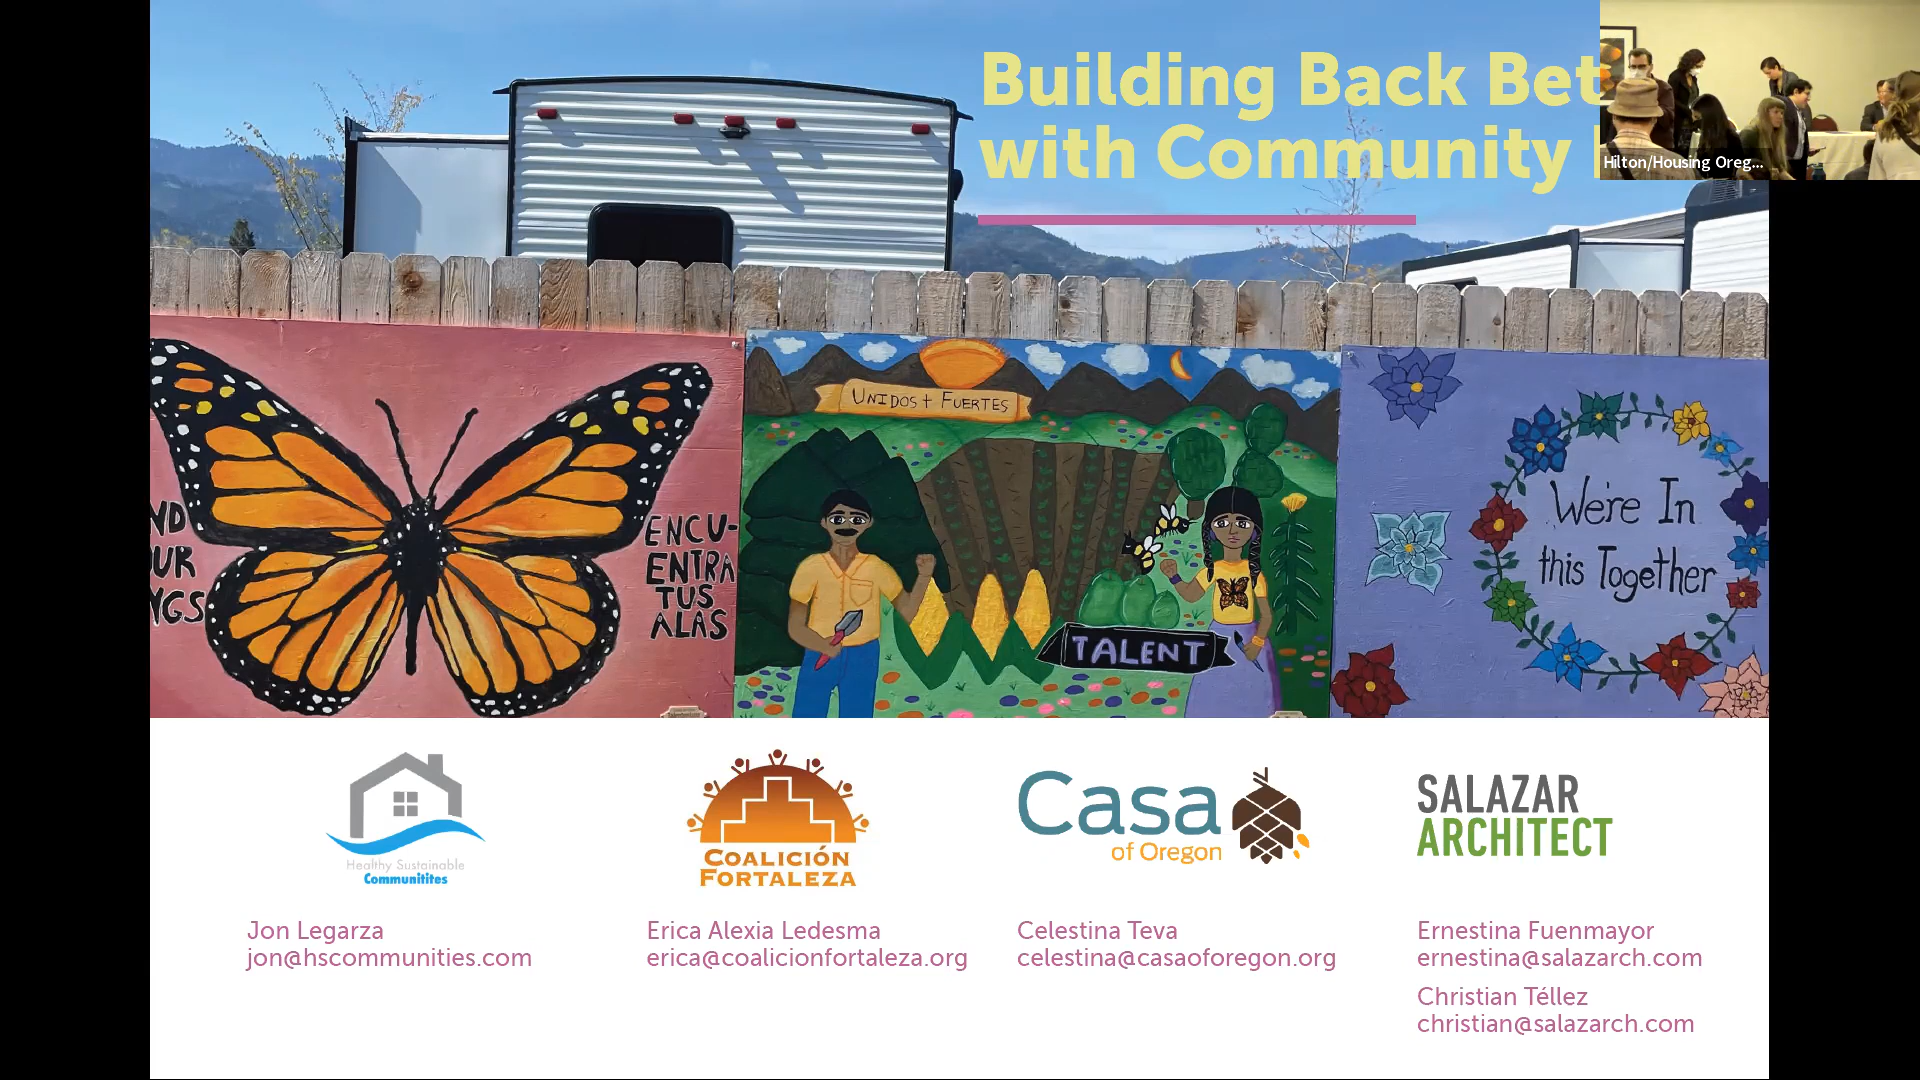 Building Back Bet
with Community
Hilton/Housing Oreg...
UNIDOS + FUERTES
ENCU-
ENTRA
TUS
ALAS
TALENT
We're In
this Together
Healthy Sustainable
Communitites
COALICIÓN
FORTALEZA
Casa
of Oregon
SALAZAR
ARCHITECT
Jon Legarza
jon@hscommunities.com
Erica Alexia Ledesma
erica@coalicionfortaleza.org
Celestina Teva
celestina@casaoforegon.org
Ernestina Fuenmayor
ernestina@salazarch.com
Christian Téllez
christian@salazarch.com